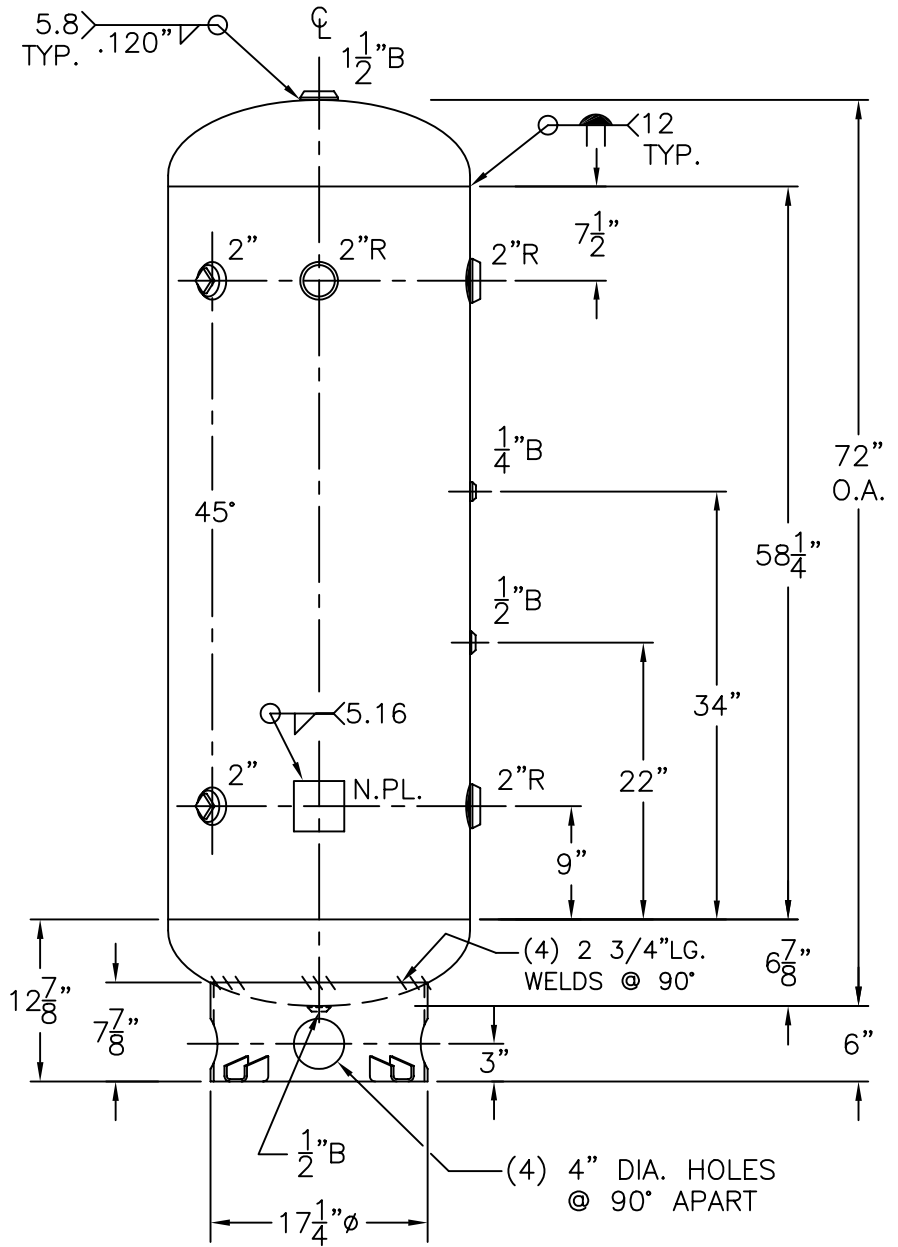 ℄
5.8
TYP.
.120"
1 1/2"B
12
TYP.
7 1/2"
2"
2"R
2"R
1/4"B
72"
O.A.
45°
58 1/4"
1/2"B
34"
5.16
2"
N.PL.
2"R
22"
9"
(4) 2 3/4"LG.
WELDS @ 90°
6 7/8"
12 7/8"
7 7/8"
3"
6"
1/2"B
(4) 4" DIA. HOLES
@ 90° APART
17 1/4"ø